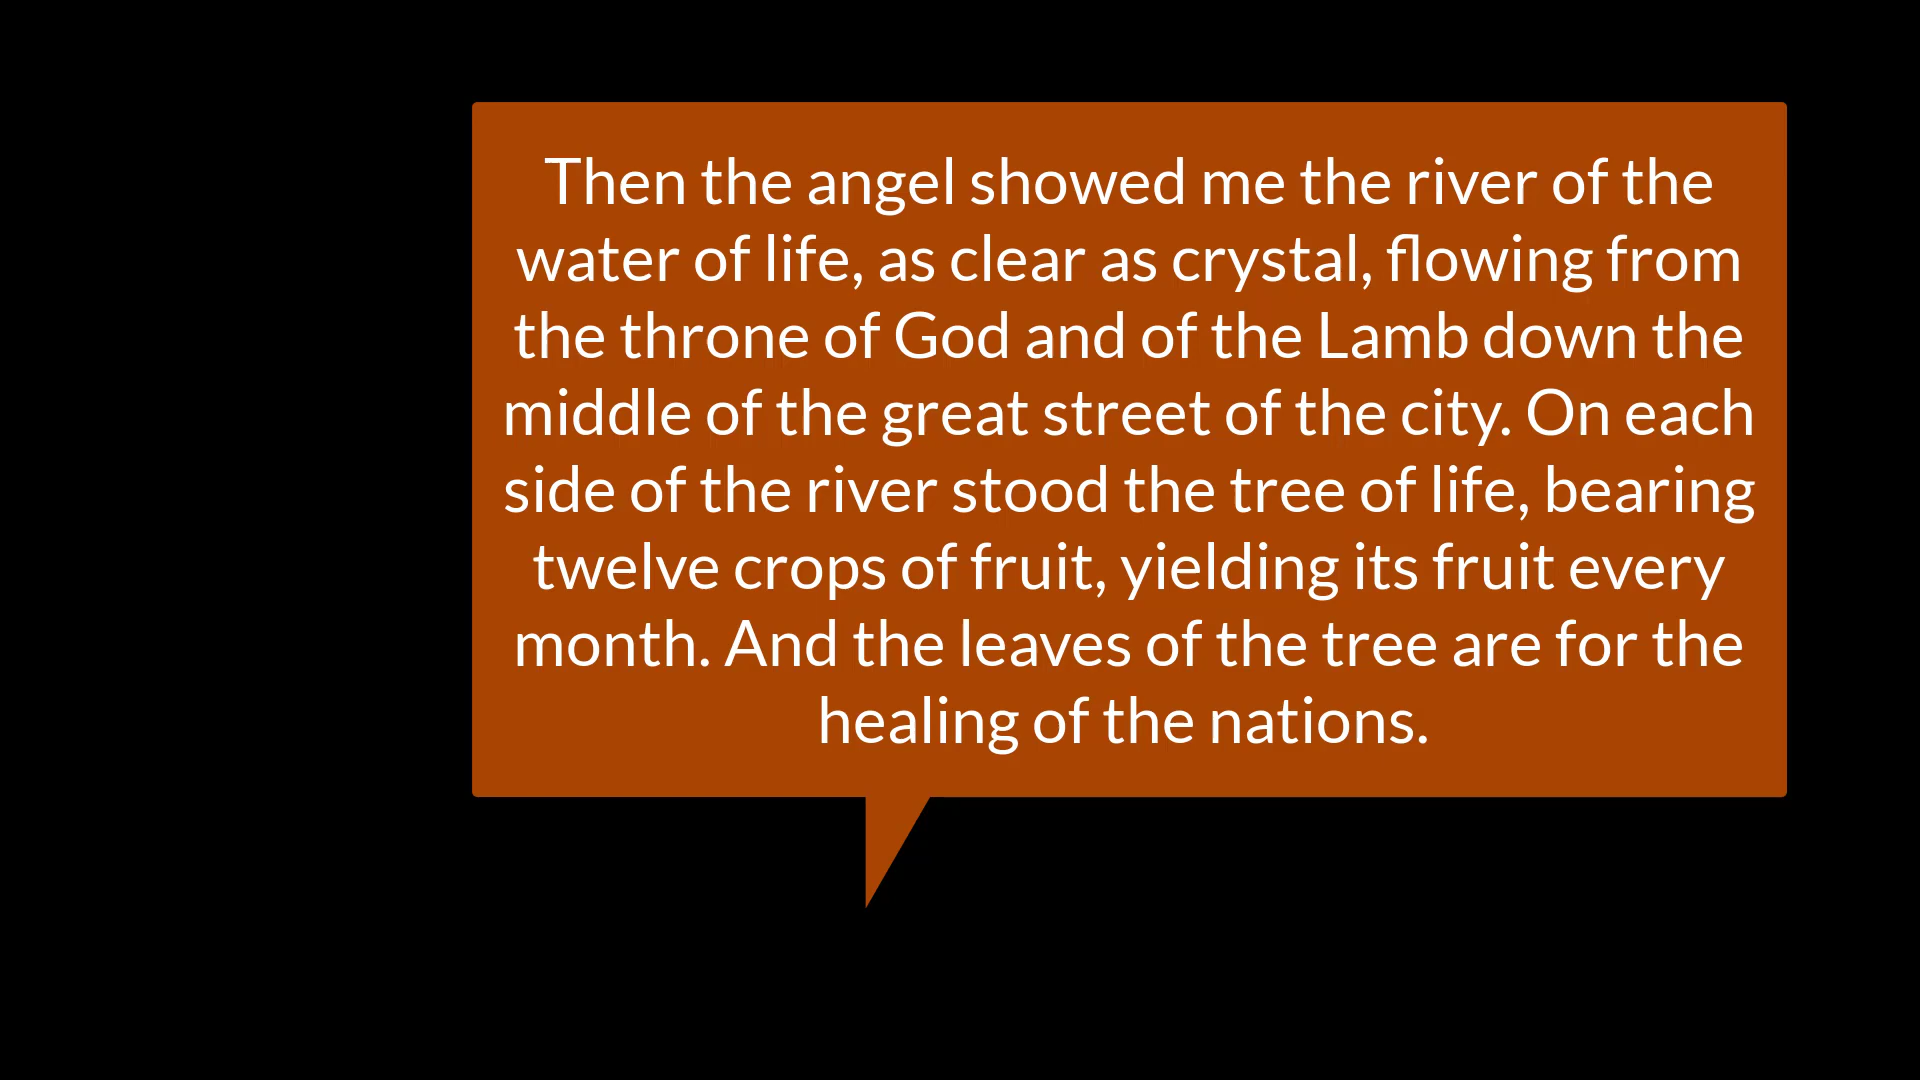 Then the angel showed me the river of the
water of life, as clear as crystal, flowing from
the throne of God and of the Lamb down the
middle of the great street of the city. On each
side of the river stood the tree of life, bearing
twelve crops of fruit, yielding its fruit every
month. And the leaves of the tree are for the
healing of the nations.